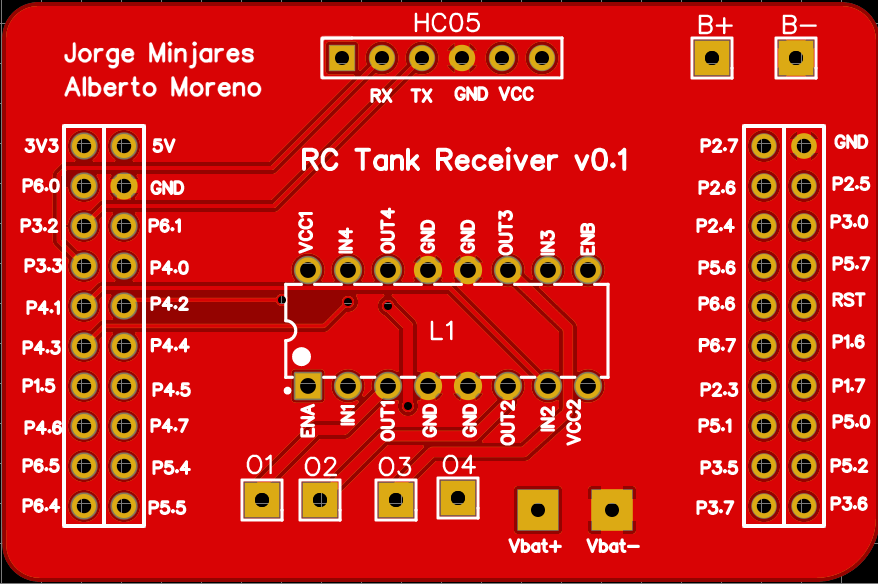 HC05
B+ B-
Jorge Minjares
Alberto Moreno
RX TX GND VCC
RC Tank Receiver v0.1
3V3 5V
P6.0 GND
P3.2 P6.1
P3.3 P4.0
P4.1 P4.2
P4.3 P4.4
P1.5 P4.5
P4.6 P4.7
P6.5 P5.4
P6.4 P5.5
VCC1 IN4 OUT4 GND GND OUT3 IN3 ENB
L1
ENA IN1 OUT1 GND GND OUT2 IN2 VCC2
O1 O2 O3 O4
Vbat+ Vbat-
P2.7 GND
P2.6 P2.5
P2.4 P3.0
P5.6 P5.7
P6.6 RST
P6.7 P1.6
P2.3 P1.7
P5.1 P5.0
P3.5 P5.2
P3.7 P3.6